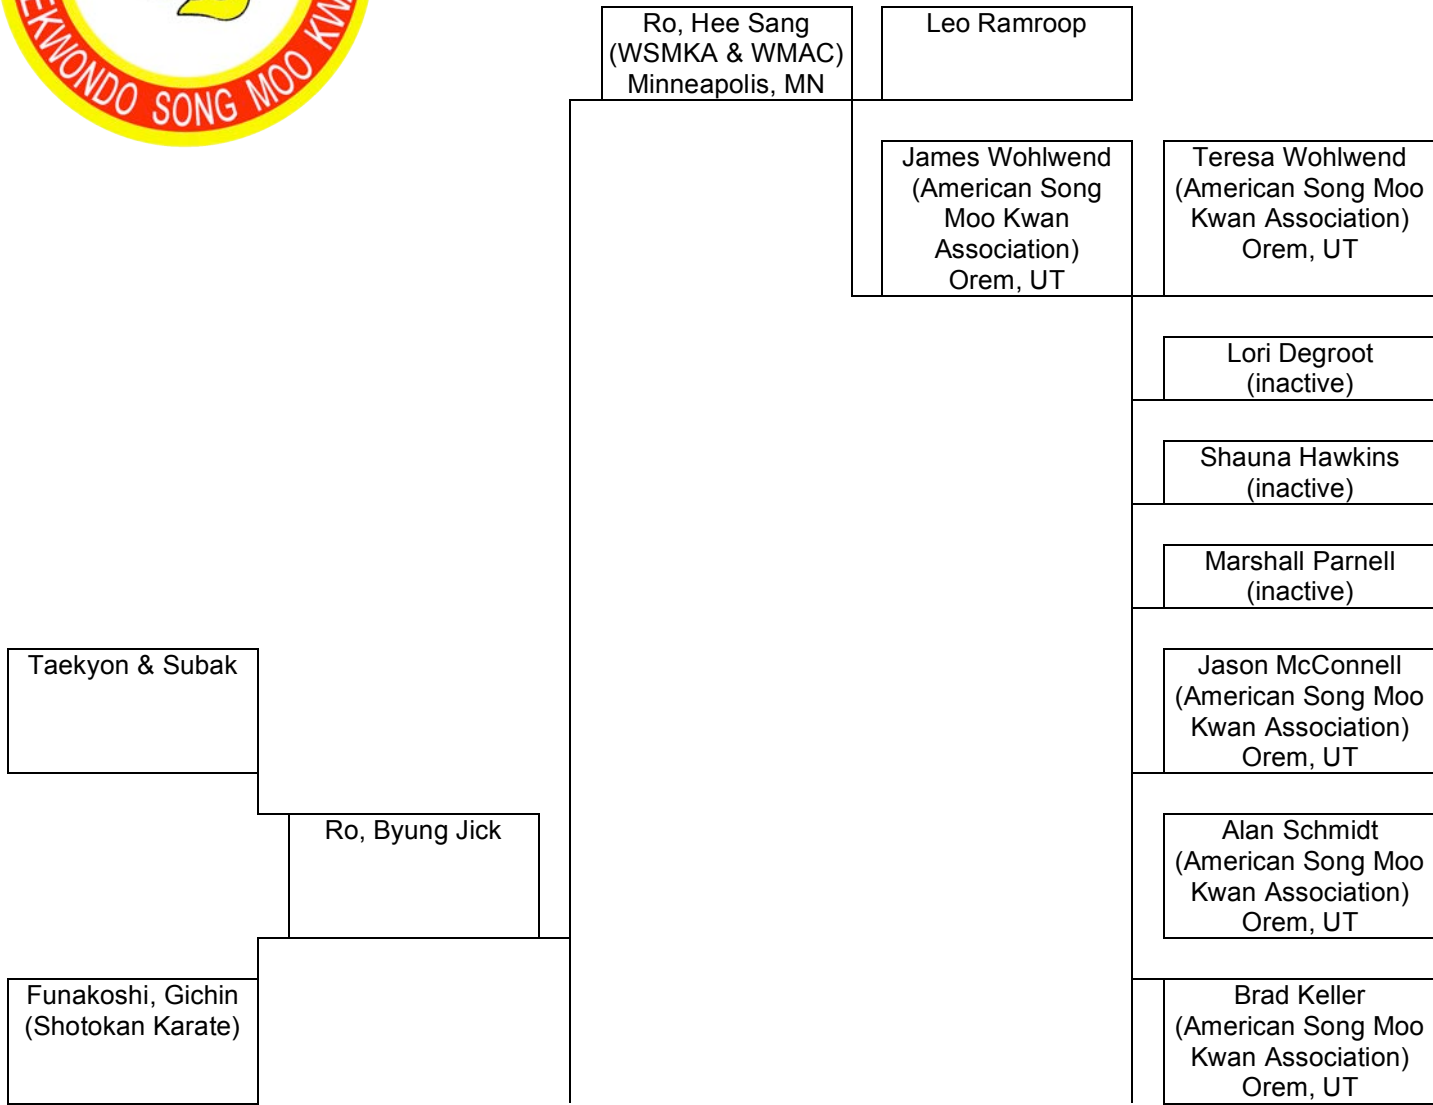 TAEKWONDO SONG MOO KWAN
Ro, Hee Sang
(WSMKA & WMAC)
Minneapolis, MN
Leo Ramroop
James Wohlwend
(American Song
Moo Kwan
Association)
Orem, UT
Teresa Wohlwend
(American Song Moo
Kwan Association)
Orem, UT
Lori Degroot
(inactive)
Shauna Hawkins
(inactive)
Marshall Parnell
(inactive)
Taekyon & Subak
Jason McConnell
(American Song Moo
Kwan Association)
Orem, UT
Ro, Byung Jick
Alan Schmidt
(American Song Moo
Kwan Association)
Orem, UT
Funakoshi, Gichin
(Shotokan Karate)
Brad Keller
(American Song Moo
Kwan Association)
Orem, UT